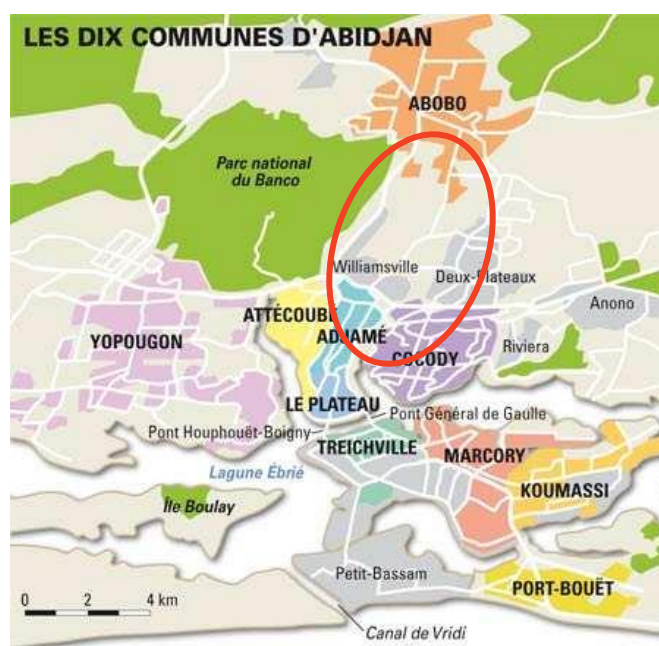 LES DIX COMMUNES D'ABIDJAN
ABOBO
Parc national
du Banco
Williamsville
Deux-Plateaux
Anono
ATTÉCOUBÉ
YOPOUGON
ADJAMÉ
Riviera
COCODY
LE PLATEAU
Pont Général de Gaulle
Pont Houphouët-Boigny
TREICHVILLE
MARCORY
Lagune Ébrié
KOUMASSI
Île Boulay
Petit-Bassam
PORT-BOUËT
0 2 4 km
Canal de Vridi